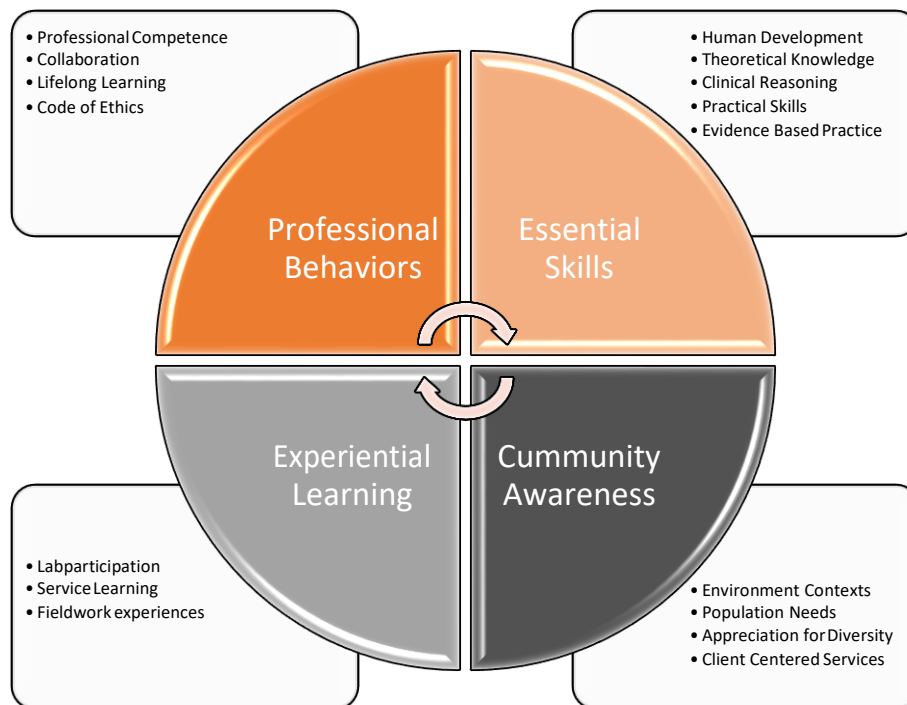 • Professional Competence
• Collaboration
• Lifelong Learning
• Code of Ethics
• Human Development
• Theoretical Knowledge
• Clinical Reasoning
• Practical Skills
• Evidence Based Practice
Professional
Behaviors
Essential
Skills
Experiential
Learning
Cummunity
Awareness
• Labparticipation
• Service Learning
• Fieldwork experiences
• Environment Contexts
• Population Needs
• Appreciation for Diversity
• Client Centered Services